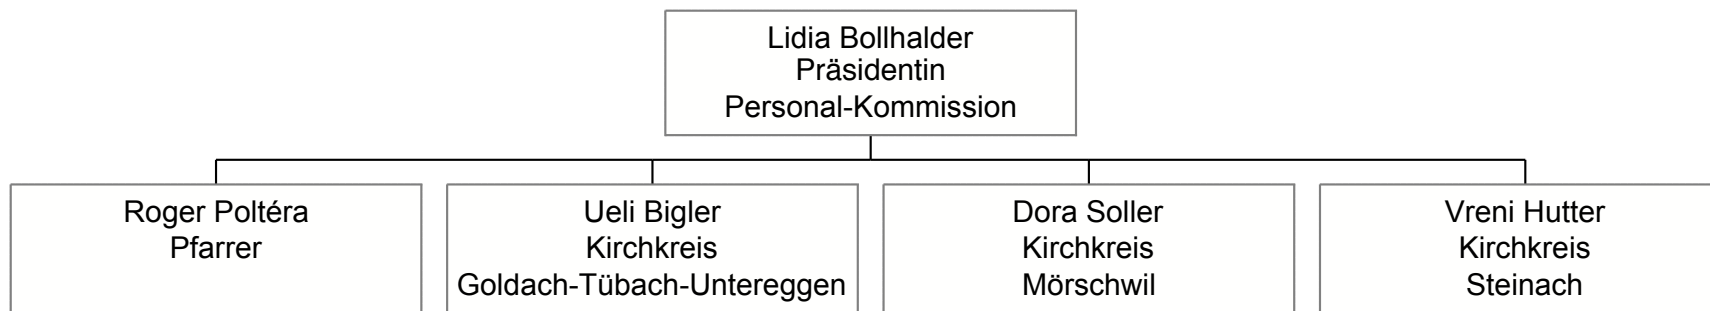 Lidia Bollhalder
Präsidentin
Personal-Kommission
Roger Poltéra
Pfarrer
Ueli Bigler
Kirchkreis
Goldach-Tübach-Untereggen
Dora Soller
Kirchkreis
Mörschwil
Vreni Hutter
Kirchkreis
Steinach